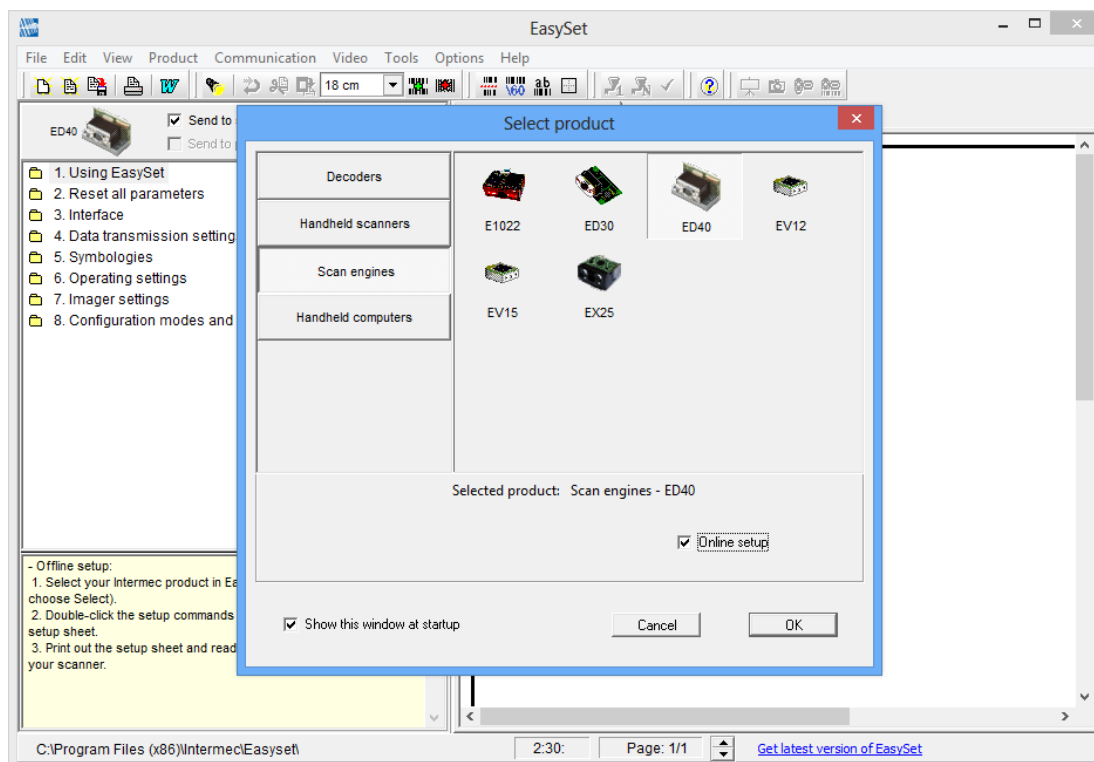 EasySet
File Edit View Product Communication Video Tools Options Help
18 cm
ED40
Send to
Send to
1. Using EasySet
2. Reset all parameters
3. Interface
4. Data transmission setting
5. Symbologies
6. Operating settings
7. Imager settings
8. Configuration modes and
Select product
Decoders
Handheld scanners
Scan engines
Handheld computers
E1022 ED30 ED40 EV12
EV15 EX25
Selected product: Scan engines - ED40
Online setup
Show this window at startup
Cancel OK
- Offline setup:
1. Select your Intermec product in Ea
choose Select).
2. Double-click the setup commands
setup sheet.
3. Print out the setup sheet and read
your scanner.
C:\Program Files (x86)\Intermec\Easyset\ 2:30: Page: 1/1 Get latest version of EasySet